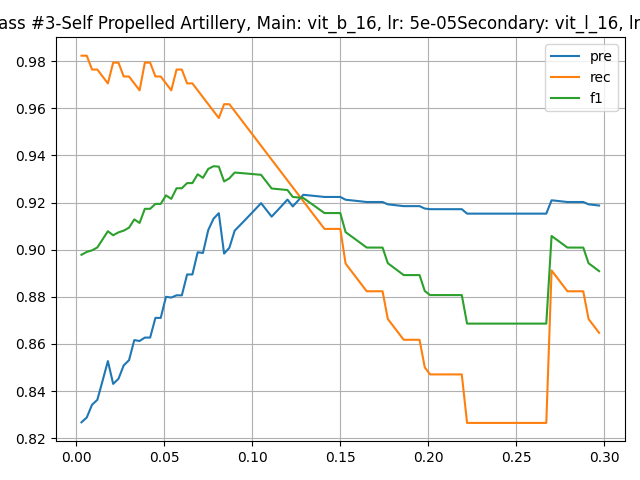 ass #3-Self Propelled Artillery, Main: vit_b_16, lr: 5e-05Secondary: vit_l_16, lr
pre
rec
f1
0.98
0.96
0.94
0.92
0.90
0.88
0.86
0.84
0.82
0.00 0.05 0.10 0.15 0.20 0.25 0.30